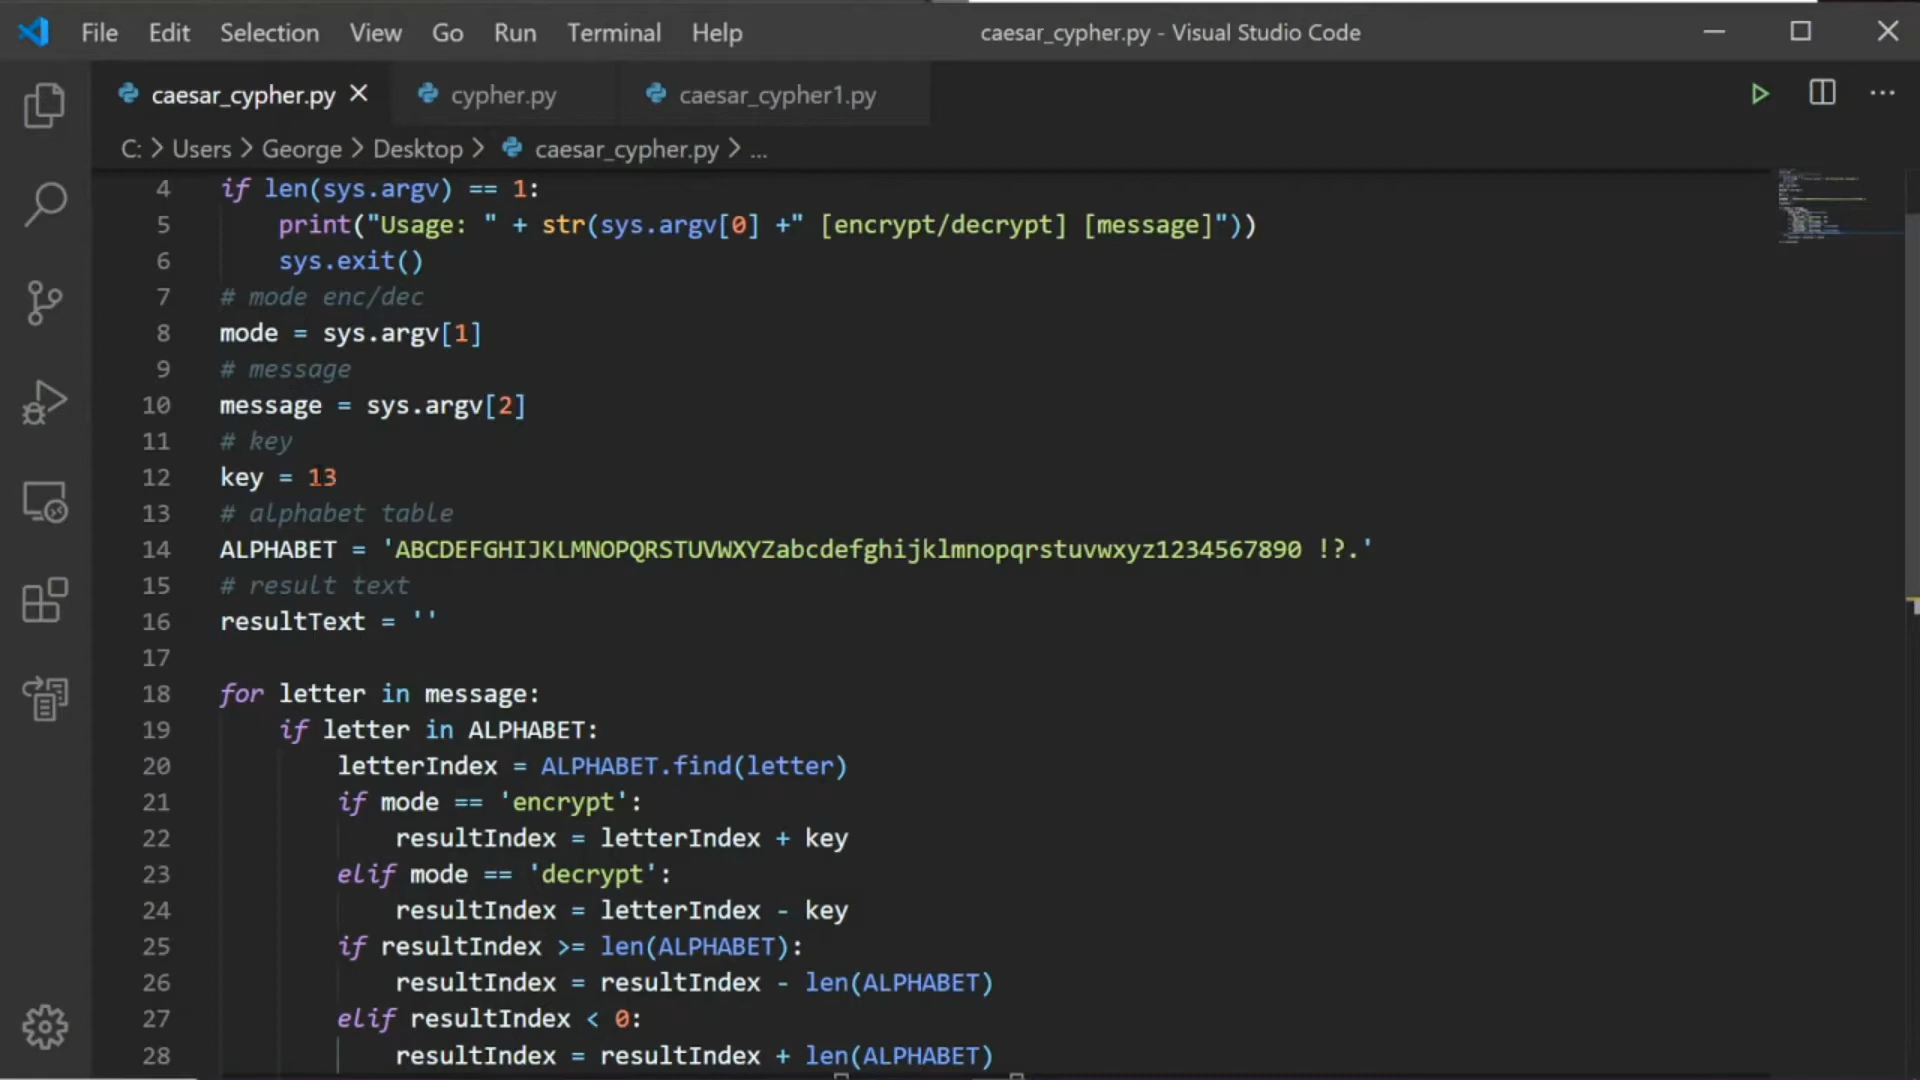 File Edit Selection View Go Run Terminal Help caesar_cypher.py - Visual Studio Code
caesar_cypher.py cypher.py caesar_cypher1.py
C: > Users > George > Desktop > caesar_cypher.py > ...
4 if len(sys.argv) == 1:
5 print("Usage: " + str(sys.argv[0] +" [encrypt/decrypt] [message]"))
6 sys.exit()
7 # mode enc/dec
8 mode = sys.argv[1]
9 # message
10 message = sys.argv[2]
11 # key
12 key = 13
13 # alphabet table
14 ALPHABET = 'ABCDEFGHIJKLMNOPQRSTUVWXYZabcdefghijklmnopqrstuvwxyz1234567890 !?.'
15 # result text
16 resultText = ''
17
18 for letter in message:
19 if letter in ALPHABET:
20 letterIndex = ALPHABET.find(letter)
21 if mode == 'encrypt':
22 resultIndex = letterIndex + key
23 elif mode == 'decrypt':
24 resultIndex = letterIndex - key
25 if resultIndex >= len(ALPHABET):
26 resultIndex = resultIndex - len(ALPHABET)
27 elif resultIndex < 0:
28 resultIndex = resultIndex + len(ALPHABET)